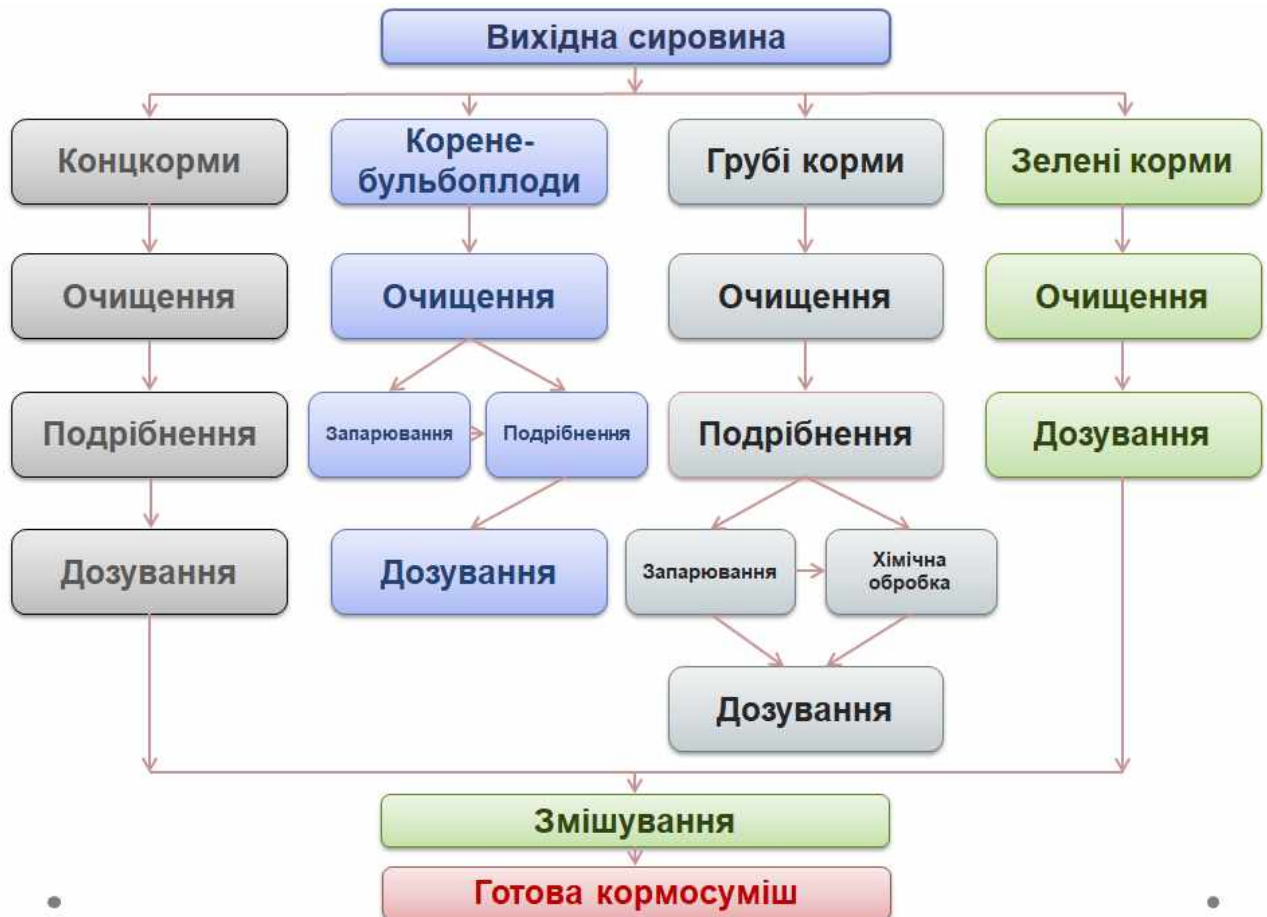 Вихідна сировина
Концкорми
Корене-
бульбоплоди
Грубі корми
Зелені корми
Очищення
Очищення
Очищення
Очищення
Подрібнення
Запарювання
Подрібнення
Подрібнення
Дозування
Дозування
Дозування
Запарювання
Хімічна
обробка
Дозування
Змішування
Готова кормосуміш